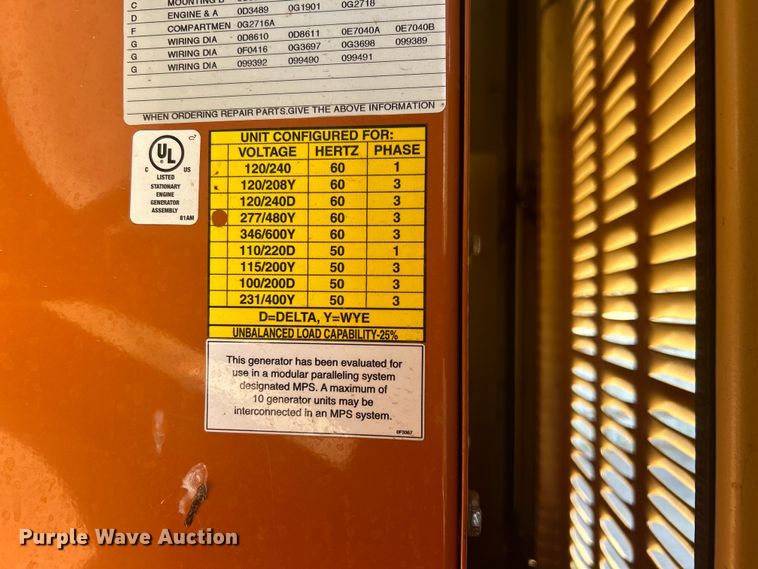 C MOUNTING
D ENGINE & A 0D3489 0G1901 0G2718
F COMPARTMEN 0G2716A
G WIRING DIA 0D8610 0D8611 0E7040A 0E7040B
G WIRING DIA 0F0416 0G3697 0G3698 099389
G WIRING DIA 099392 099490 099491
WHEN ORDERING REPAIR PARTS.GIVE THE ABOVE INFORMATION
UL
C US
LISTED
STATIONARY
ENGINE
GENERATOR
ASSEMBLY
81AM
UNIT CONFIGURED FOR:
VOLTAGE HERTZ PHASE
120/240 60 1
120/208Y 60 3
120/240D 60 3
277/480Y 60 3
346/600Y 60 3
110/220D 50 1
115/200Y 50 3
100/200D 50 3
231/400Y 50 3
D=DELTA, Y=WYE
UNBALANCED LOAD CAPABILITY-25%
This generator has been evaluated for
use in a modular paralleling system
designated MPS. A maximum of
10 generator units may be
interconnected in an MPS system.
0F3067
Purple Wave Auction